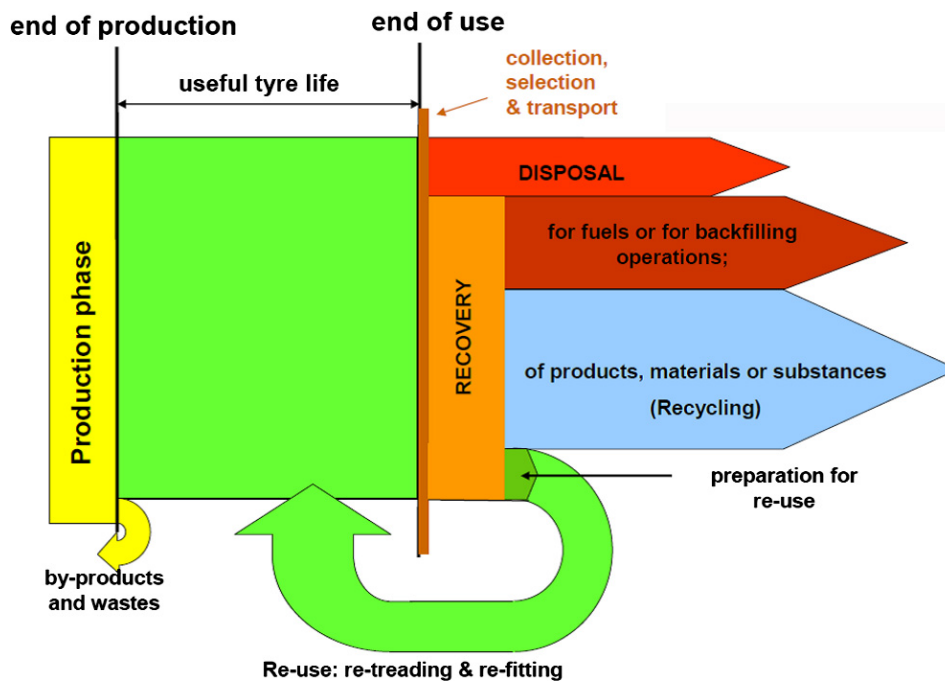 end of production
end of use
useful tyre life
collection,
selection
& transport
DISPOSAL
for fuels or for backfilling
operations;
Production phase
RECOVERY
of products, materials or substances
(Recycling)
preparation for
re-use
by-products
and wastes
Re-use: re-treading & re-fitting